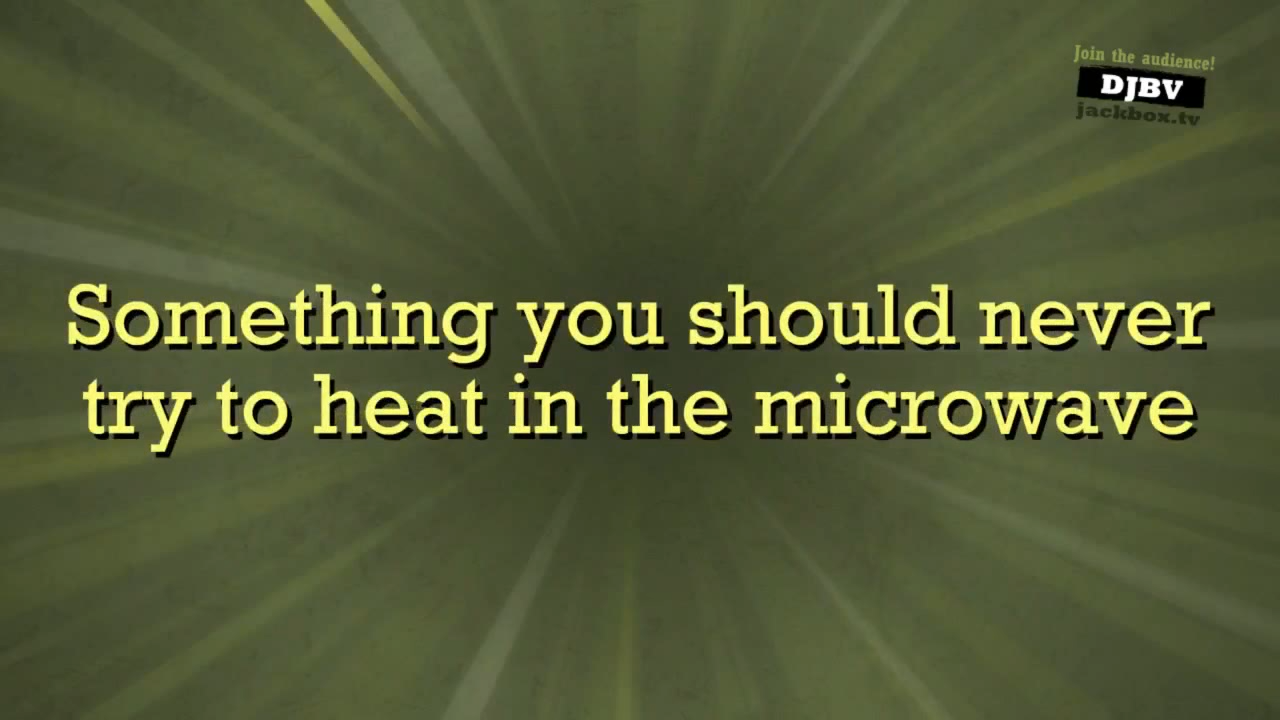 Join the audience!
DJBV
jackbox.tv
Something you should never
try to heat in the microwave